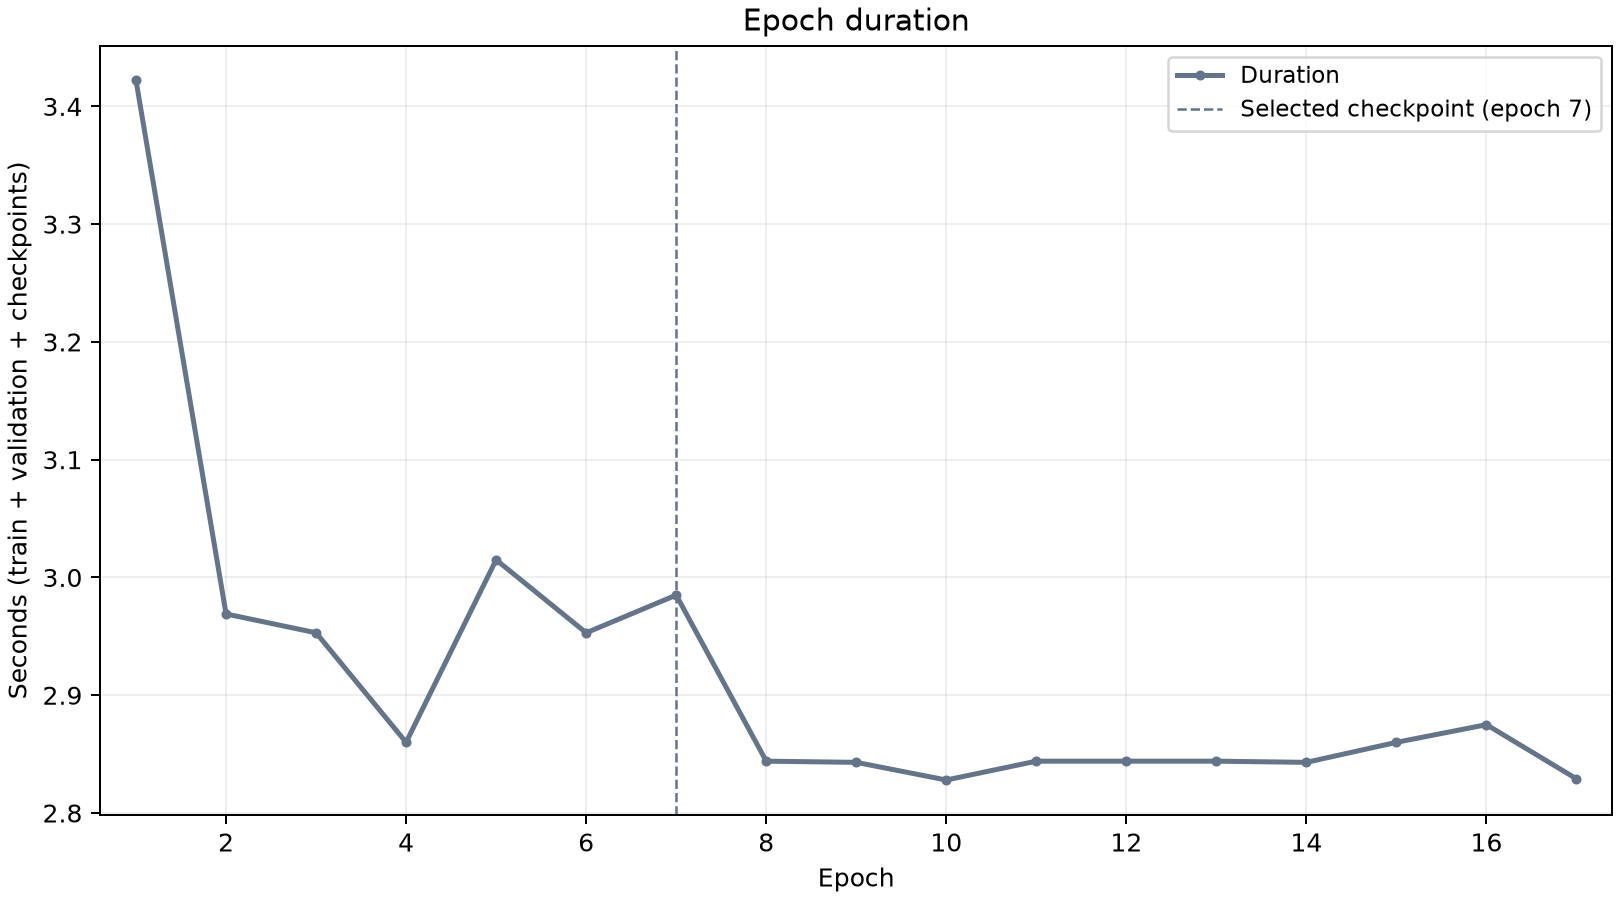 Epoch duration
Duration
Selected checkpoint (epoch 7)
Seconds (train + validation + checkpoints)
3.4
3.3
3.2
3.1
3.0
2.9
2.8
2 4 6 8 10 12 14 16
Epoch